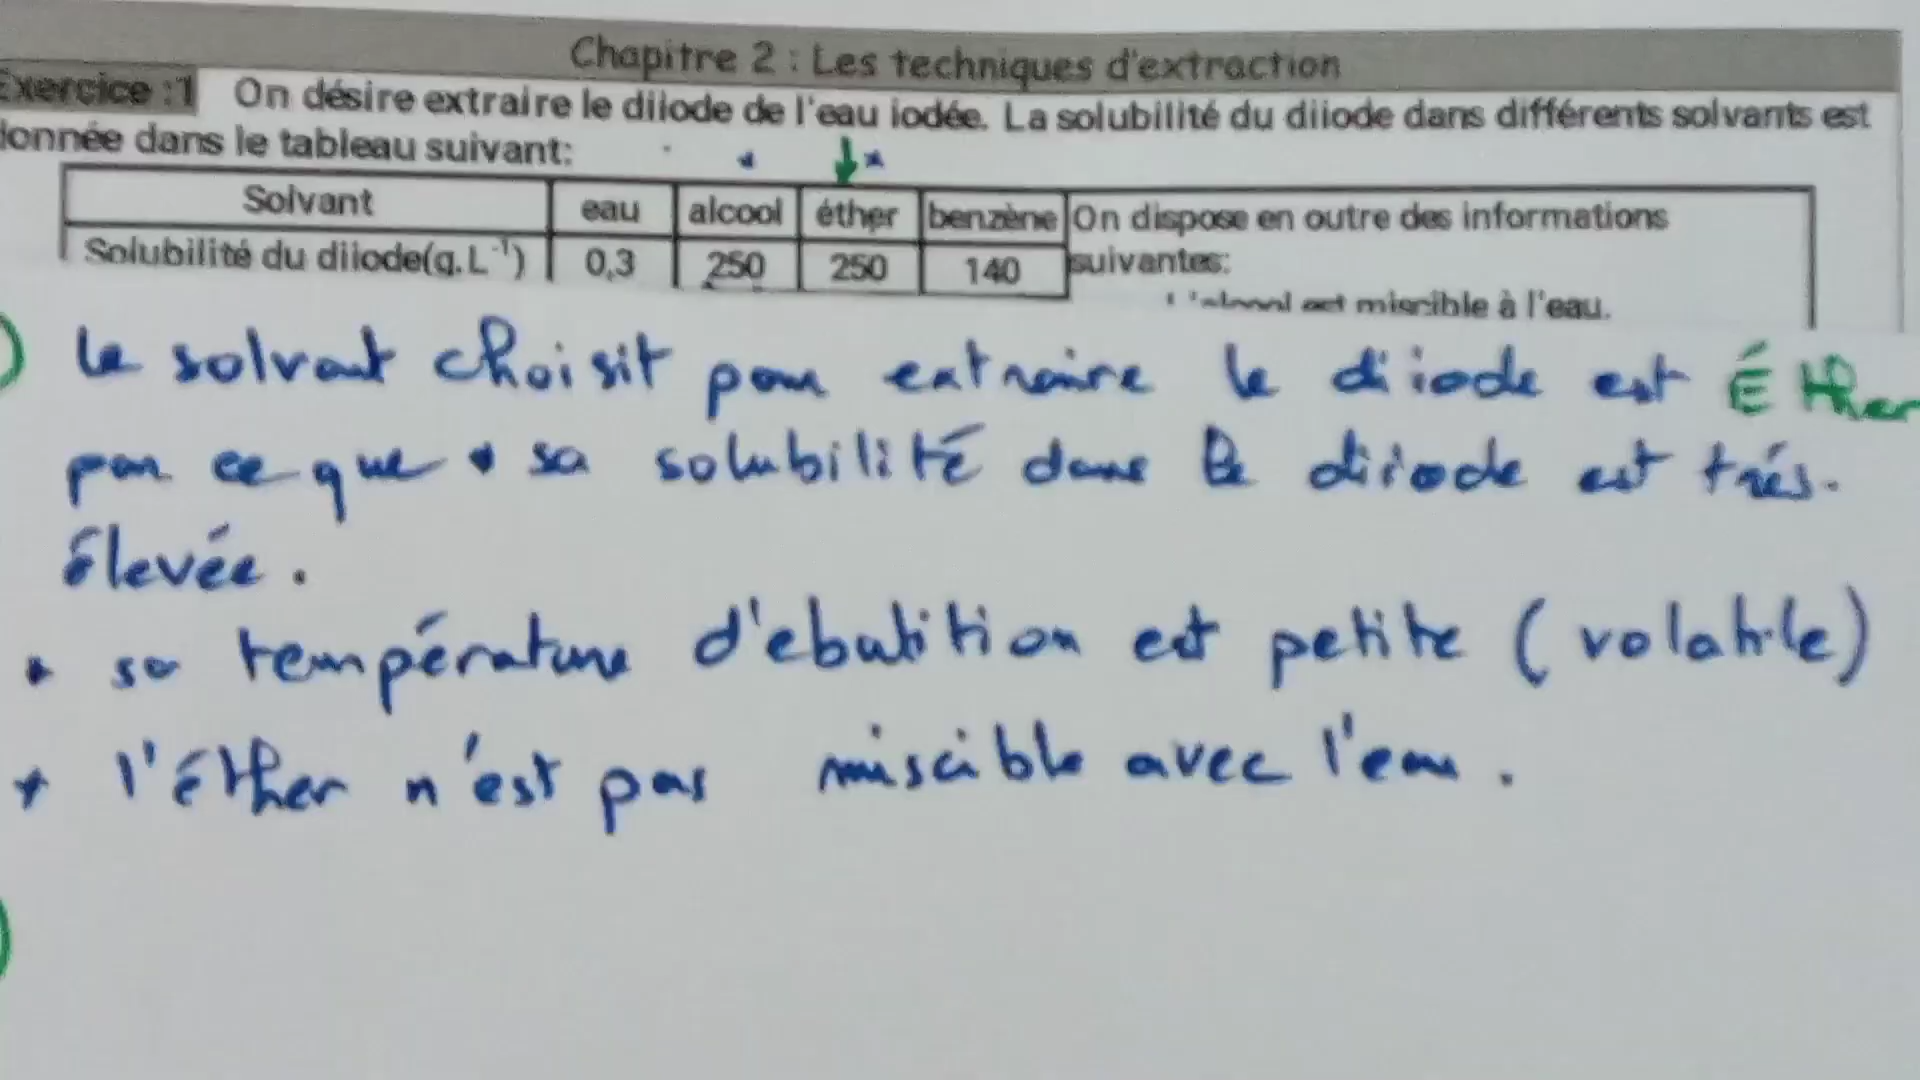 Chapitre 2 : Les techniques d'extraction
Exercice :1 On désire extraire le diiode de l'eau iodée. La solubilité du diiode dans différents solvants est
donnée dans le tableau suivant:
Solvant eau alcool éther benzène On dispose en outre des informations
Solubilité du diiode(g.L⁻¹) 0,3 250 250 140 suivantes:
L'alcool est miscible à l'eau.
) le solvant choisit pour extraire le diiode est Éther
par ce que * sa solubilité dans le diiode est trés.
Élevée.
* sa température d'ebulition est petite ( volatile)
* l'Éther n'est pas miscible avec l'eau.
)